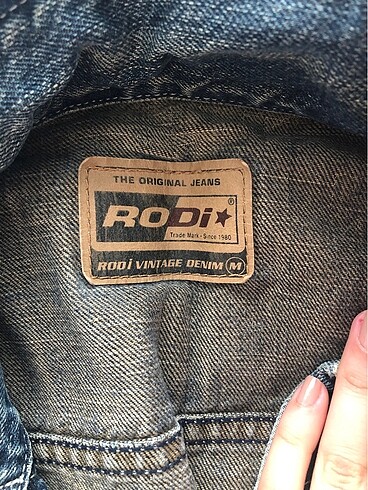 THE ORIGINAL JEANS
RODi★®
Trade Mark - Since 1980
RODİ VINTAGE DENIM M